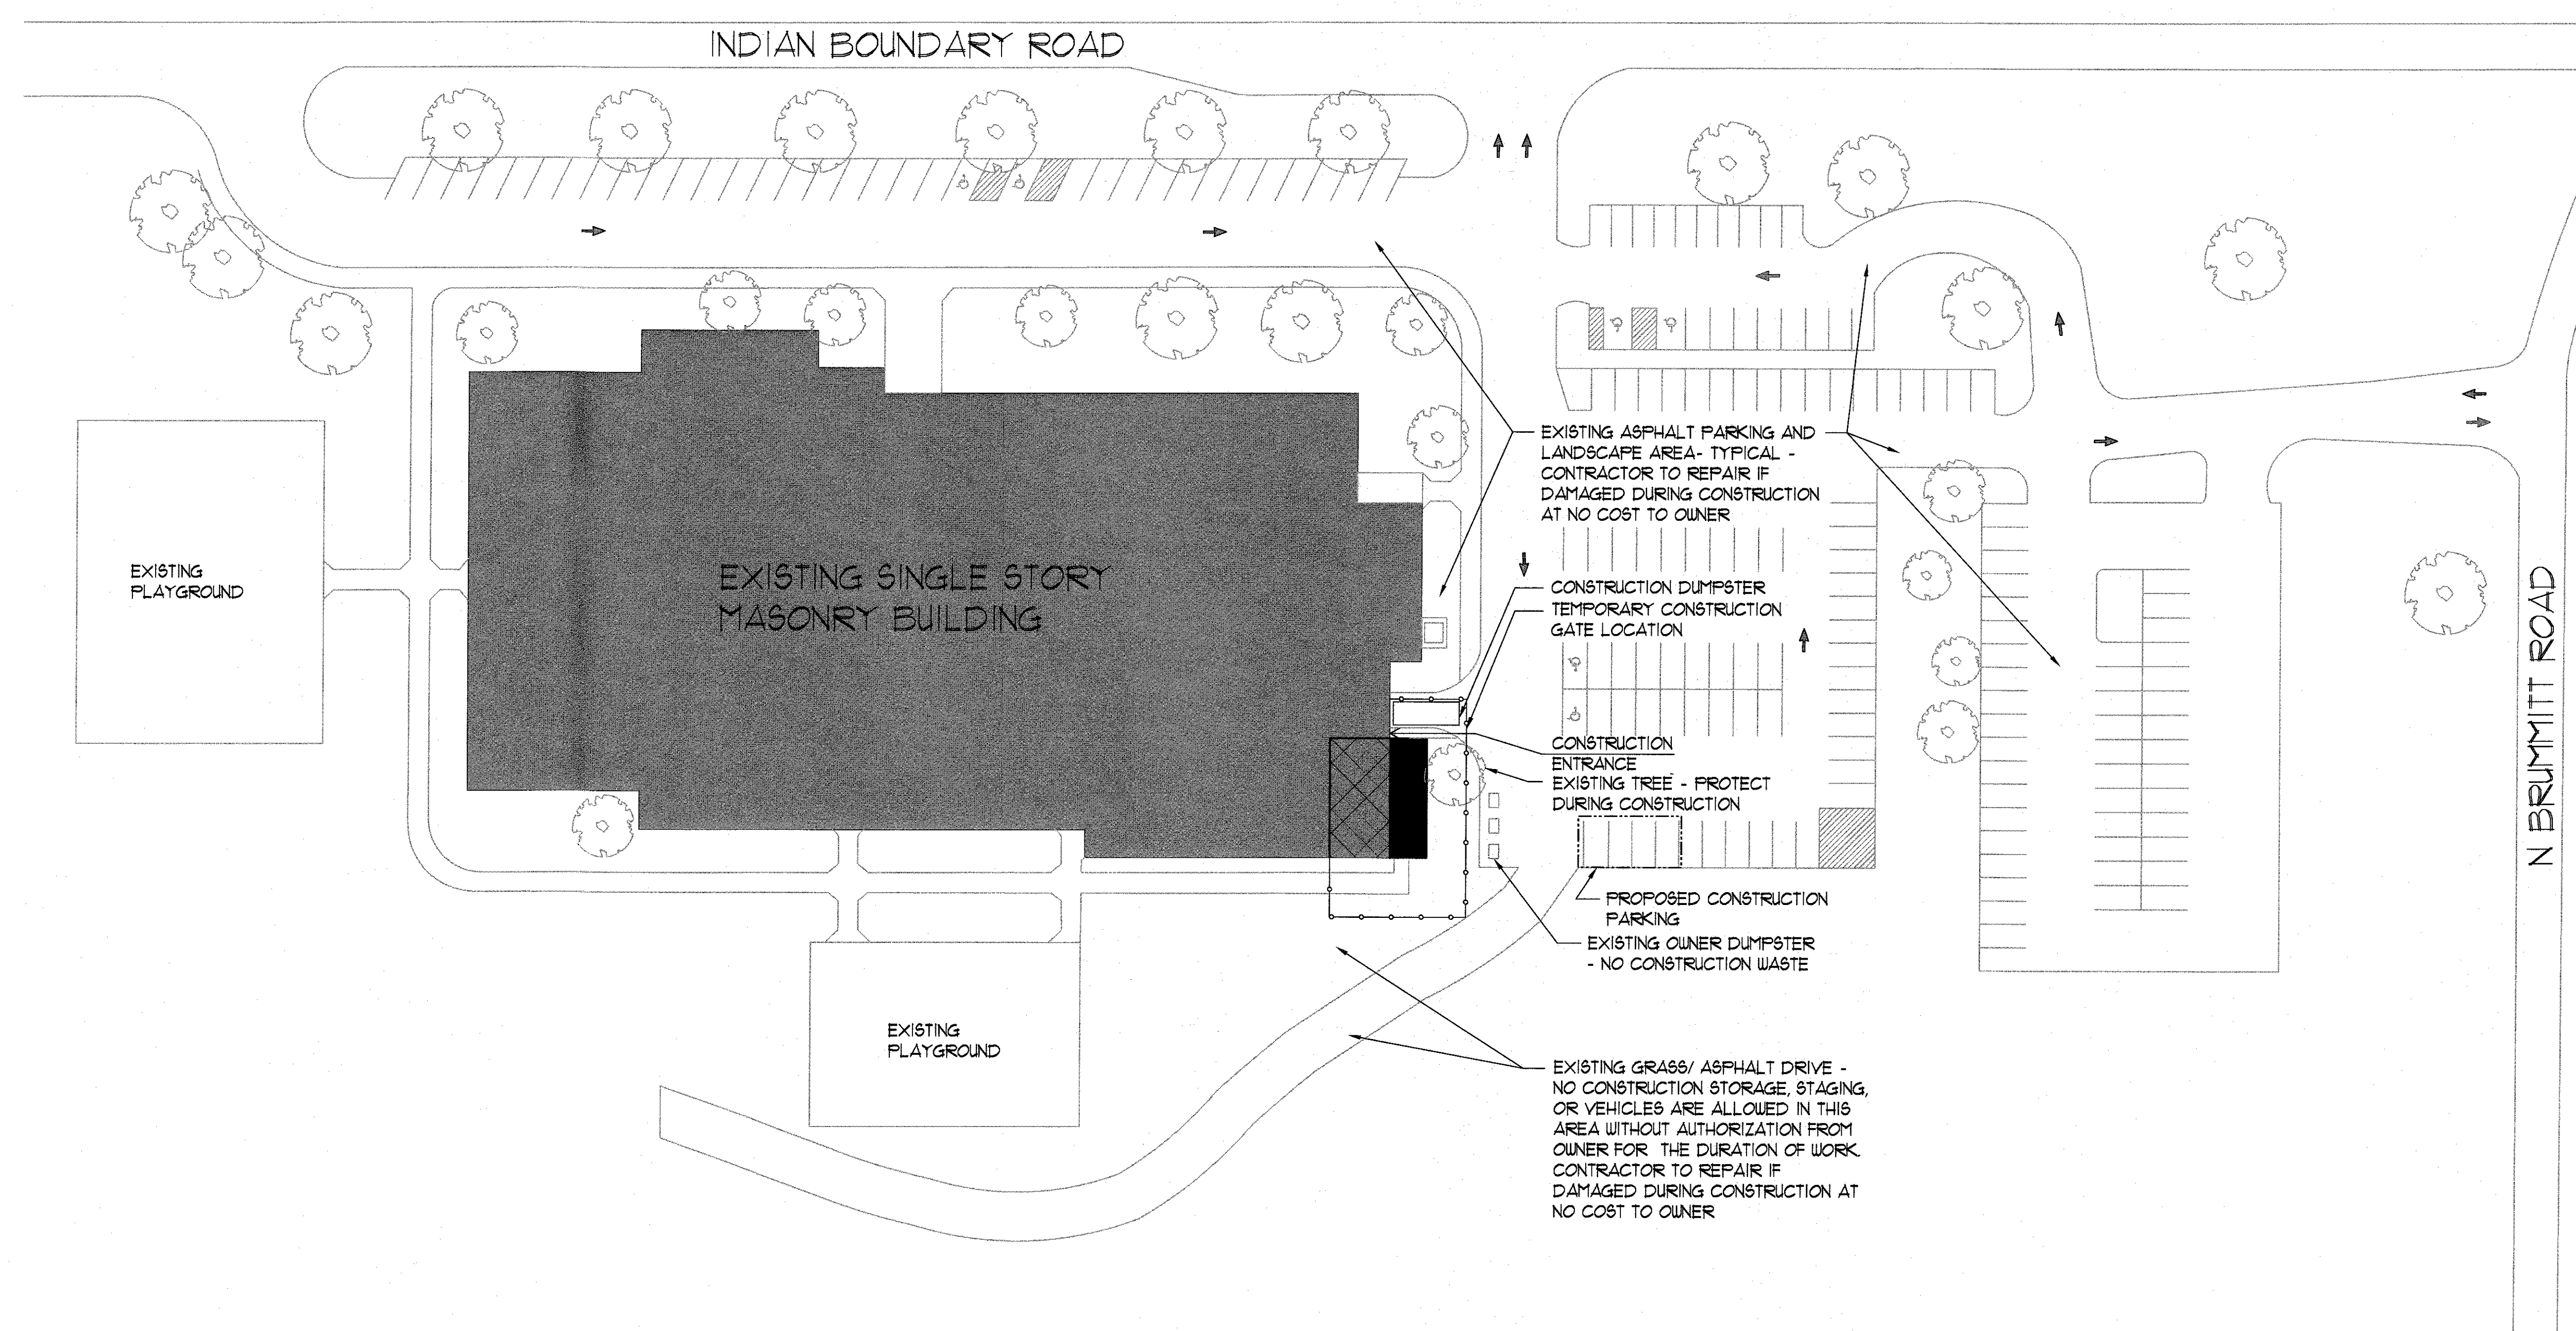 INDIAN BOUNDARY ROAD
EXISTING ASPHALT PARKING AND
LANDSCAPE AREA- TYPICAL -
CONTRACTOR TO REPAIR IF
DAMAGED DURING CONSTRUCTION
AT NO COST TO OWNER
EXISTING
PLAYGROUND
EXISTING SINGLE STORY
MASONRY BUILDING
CONSTRUCTION DUMPSTER
TEMPORARY CONSTRUCTION
GATE LOCATION
N BRUMMITT ROAD
CONSTRUCTION
ENTRANCE
EXISTING TREE - PROTECT
DURING CONSTRUCTION
PROPOSED CONSTRUCTION
PARKING
EXISTING OWNER DUMPSTER
- NO CONSTRUCTION WASTE
EXISTING
PLAYGROUND
EXISTING GRASS/ ASPHALT DRIVE -
NO CONSTRUCTION STORAGE, STAGING,
OR VEHICLES ARE ALLOWED IN THIS
AREA WITHOUT AUTHORIZATION FROM
OWNER FOR THE DURATION OF WORK.
CONTRACTOR TO REPAIR IF
DAMAGED DURING CONSTRUCTION AT
NO COST TO OWNER